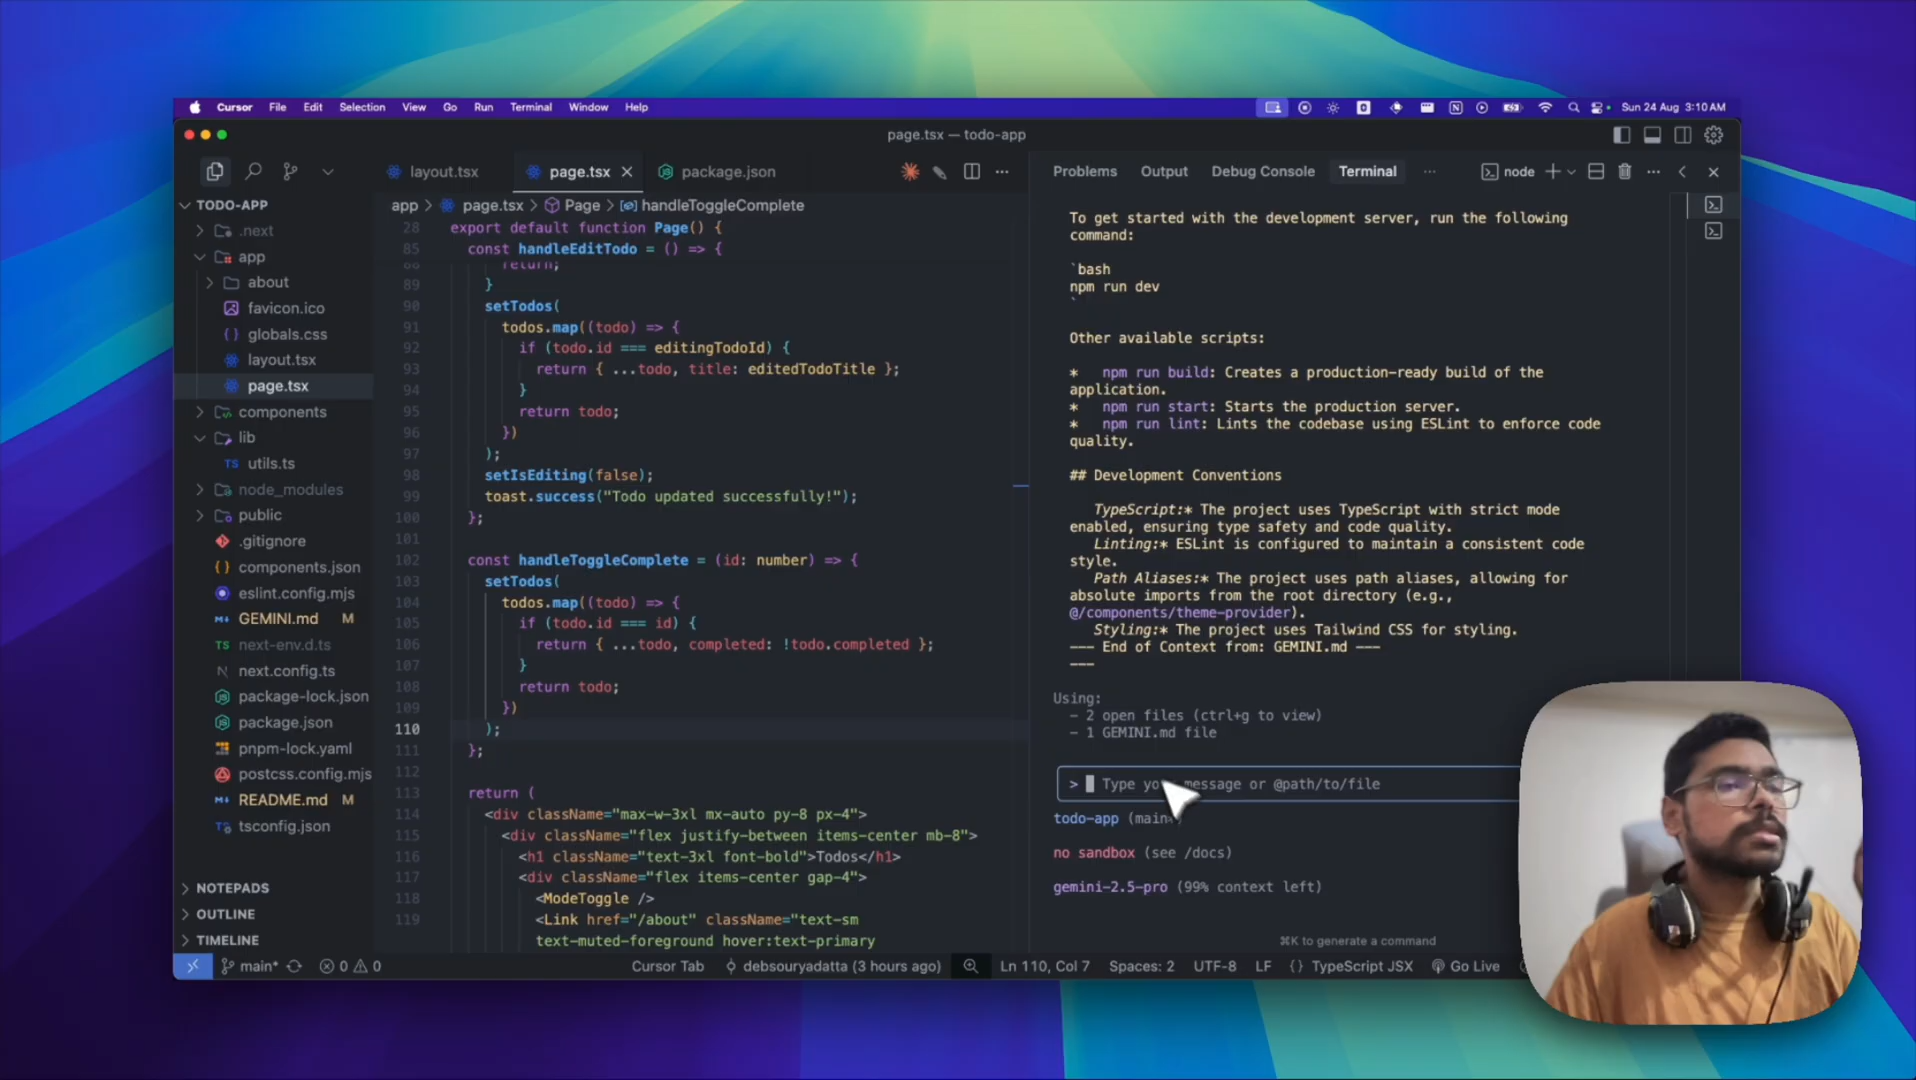 Cursor File Edit Selection View Go Run Terminal Window Help Sun 24 Aug 3:10 AM
page.tsx — todo-app
layout.tsx page.tsx package.json
Problems Output Debug Console Terminal node
TODO-APP
.next
app
about
favicon.ico
globals.css
layout.tsx
page.tsx
components
lib
TS utils.ts
node_modules
public
.gitignore
components.json
eslint.config.mjs
GEMINI.md M
TS next-env.d.ts
next.config.ts
package-lock.json
package.json
pnpm-lock.yaml
postcss.config.mjs
README.md M
TS tsconfig.json
NOTEPADS
OUTLINE
TIMELINE
app > page.tsx > Page > handleToggleComplete
28 export default function Page() {
85 const handleEditTodo = () => {
88 return;
89 }
90 setTodos(
91 todos.map((todo) => {
92 if (todo.id === editingTodoId) {
93 return { ...todo, title: editedTodoTitle };
94 }
95 return todo;
96 })
97 );
98 setIsEditing(false);
99 toast.success("Todo updated successfully!");
100 };
101
102 const handleToggleComplete = (id: number) => {
103 setTodos(
104 todos.map((todo) => {
105 if (todo.id === id) {
106 return { ...todo, completed: !todo.completed };
107 }
108 return todo;
109 })
110 );
111 };
112
113 return (
114 <div className="max-w-3xl mx-auto py-8 px-4">
115 <div className="flex justify-between items-center mb-8">
116 <h1 className="text-3xl font-bold">Todos</h1>
117 <div className="flex items-center gap-4">
118 <ModeToggle />
119 <Link href="/about" className="text-sm
text-muted-foreground hover:text-primary
To get started with the development server, run the following
command:
`bash
npm run dev
`
Other available scripts:
* npm run build: Creates a production-ready build of the
application.
* npm run start: Starts the production server.
* npm run lint: Lints the codebase using ESLint to enforce code
quality.
## Development Conventions
TypeScript:* The project uses TypeScript with strict mode
enabled, ensuring type safety and code quality.
Linting:* ESLint is configured to maintain a consistent code
style.
Path Aliases:* The project uses path aliases, allowing for
absolute imports from the root directory (e.g.,
@/components/theme-provider).
Styling:* The project uses Tailwind CSS for styling.
--- End of Context from: GEMINI.md ---
---
Using:
- 2 open files (ctrl+g to view)
- 1 GEMINI.md file
> Type message or @path/to/file
todo-app (main*)
no sandbox (see /docs)
gemini-2.5-pro (99% context left)
⌘K to generate a command
main* 0 0 Cursor Tab debsouryadatta (3 hours ago) Ln 110, Col 7 Spaces: 2 UTF-8 LF {} TypeScript JSX Go Live